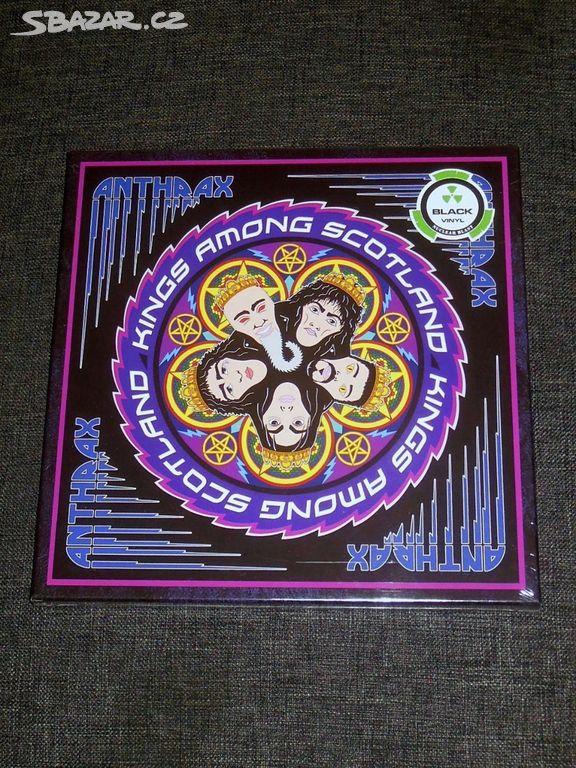 SBAZAR.CZ
ANTHRAX
ANTHRAX
BLACK
VINYL
NUCLEAR BLAST
KINGS AMONG SCOTLAND
KINGS AMONG SCOTLAND
ANTHRAX
ANTHRAX